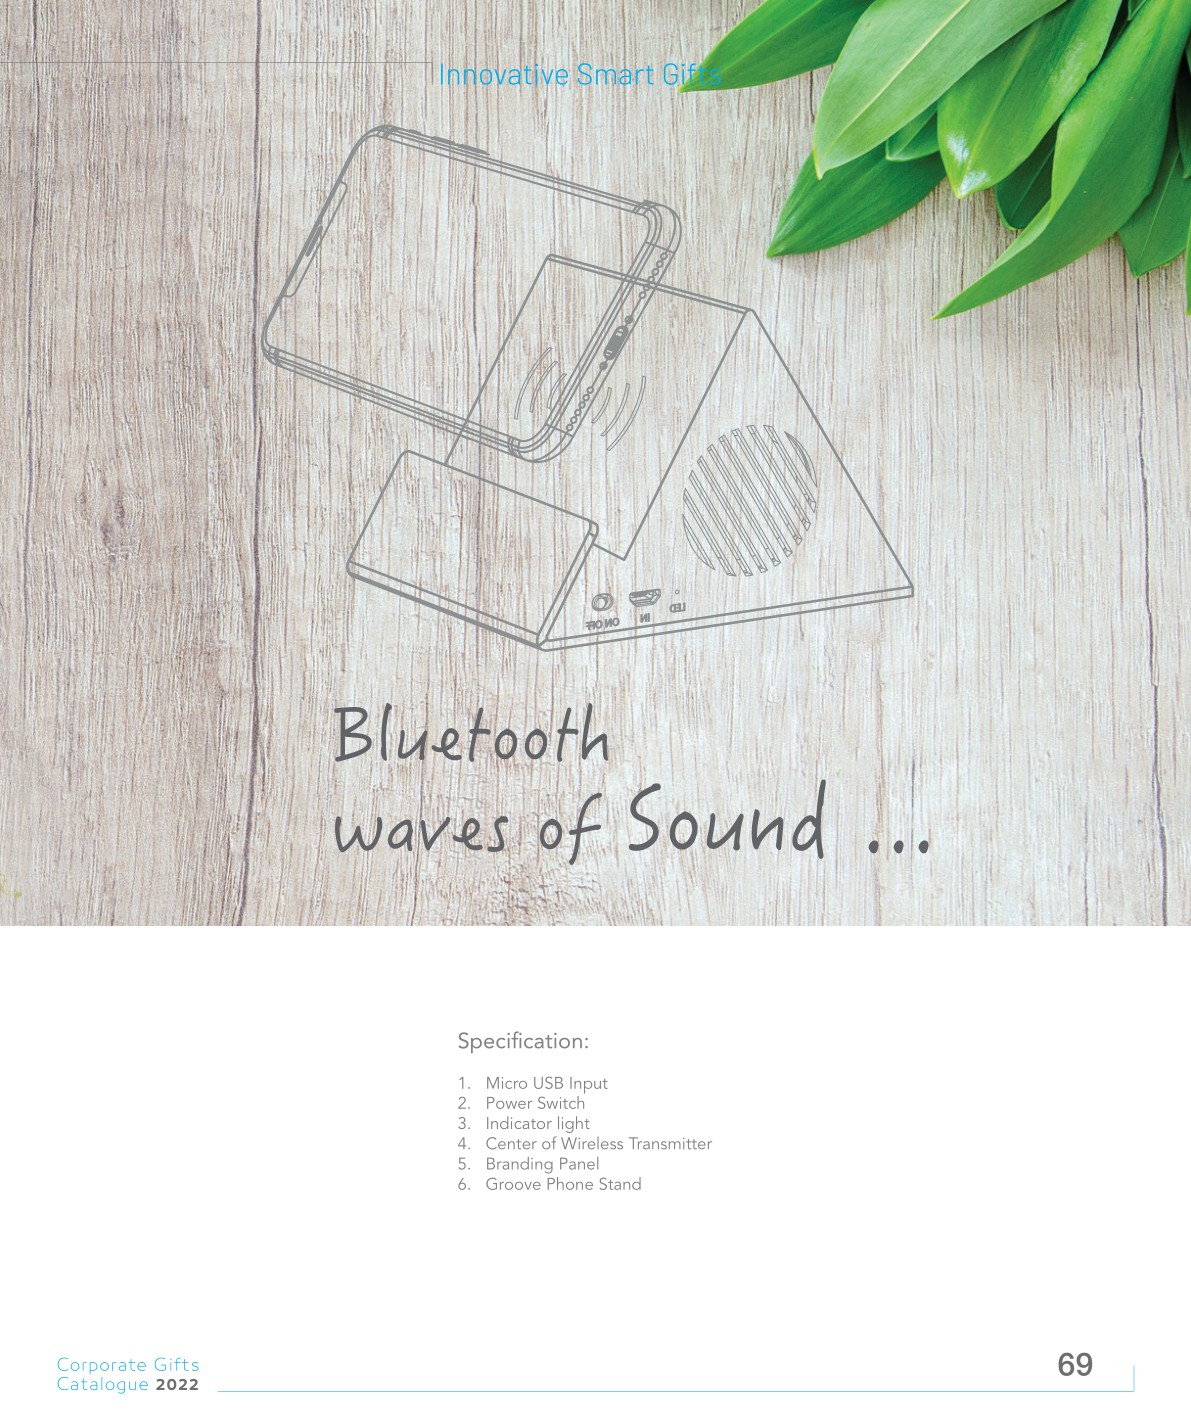 Innovative Smart Gifts
OFF ON
IN
LED
Bluetooth
waves of Sound ...
Specification:
1. Micro USB Input
2. Power Switch
3. Indicator light
4. Center of Wireless Transmitter
5. Branding Panel
6. Groove Phone Stand
Corporate Gifts
Catalogue 2022
69